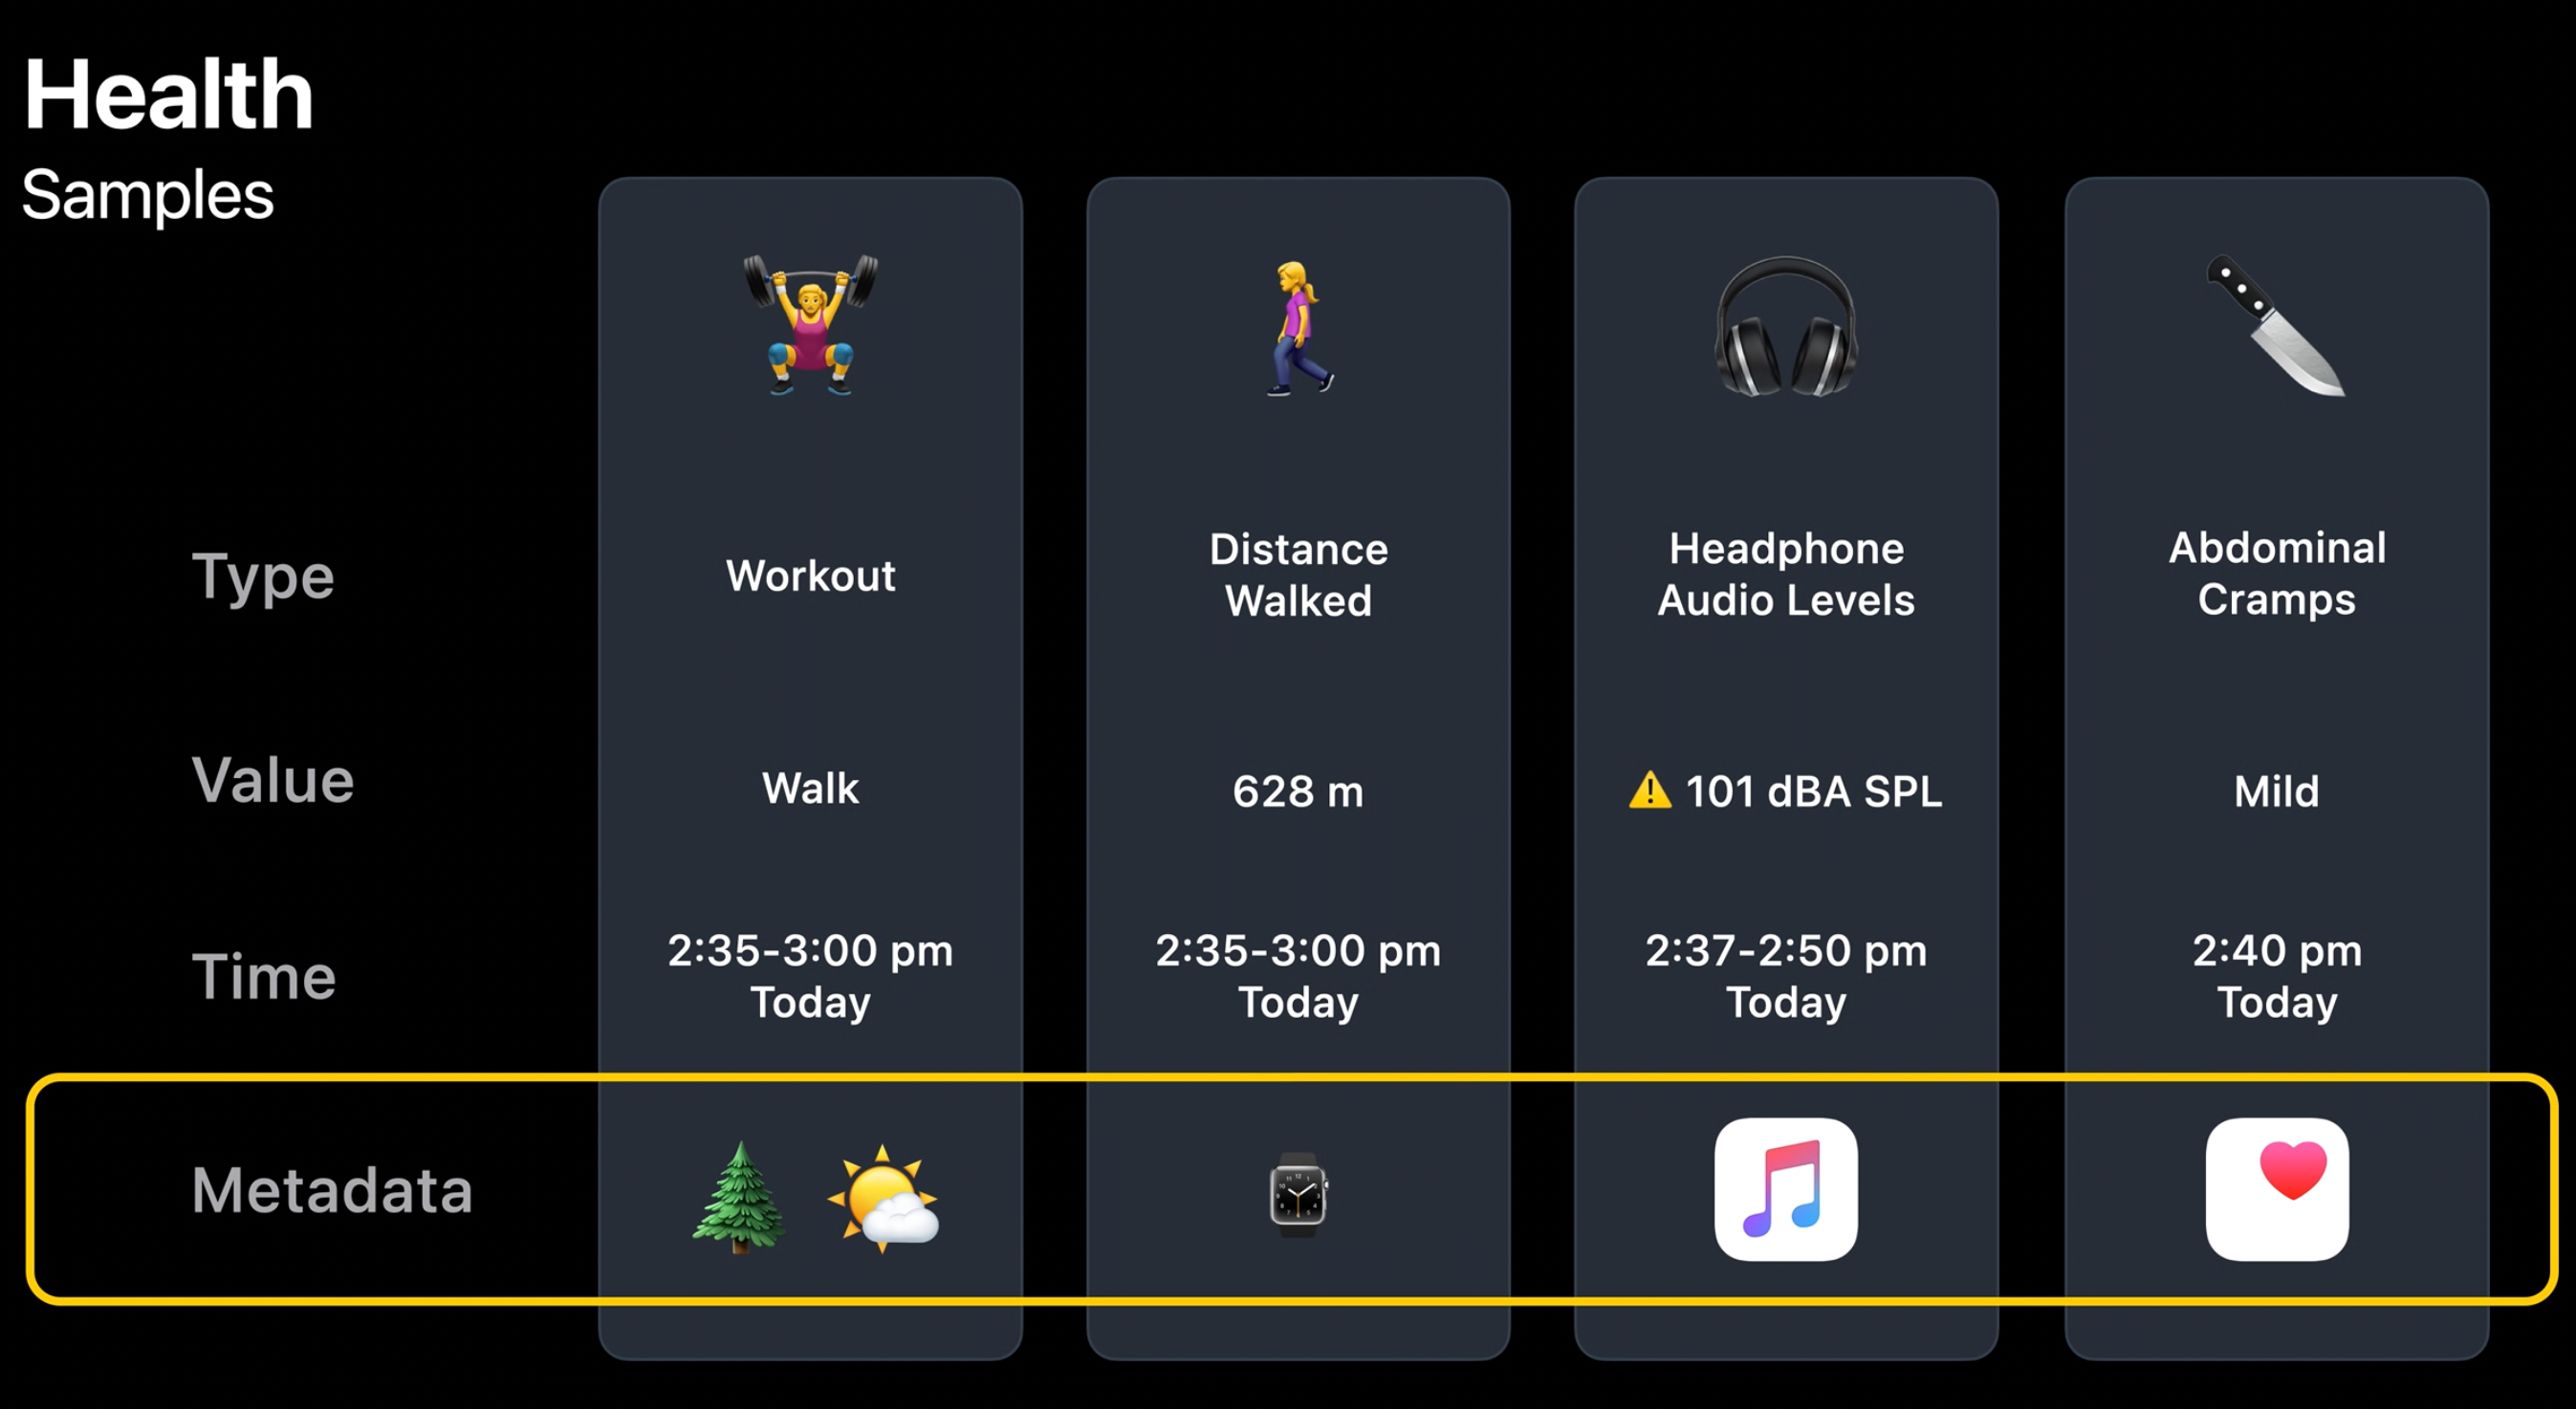 Health
Samples
Type
Workout
Distance
Walked
Headphone
Audio Levels
Abdominal
Cramps
Value
Walk
628 m
⚠️ 101 dBA SPL
Mild
Time
2:35-3:00 pm
Today
2:35-3:00 pm
Today
2:37-2:50 pm
Today
2:40 pm
Today
Metadata